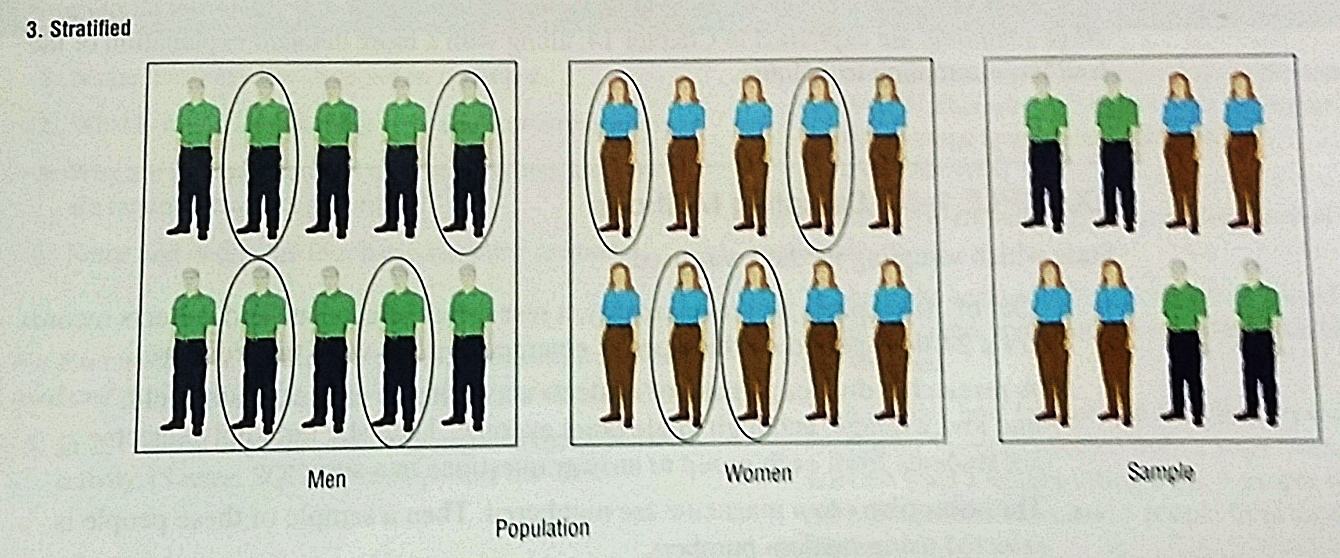 3. Stratified
Men
Women
Sample
Population